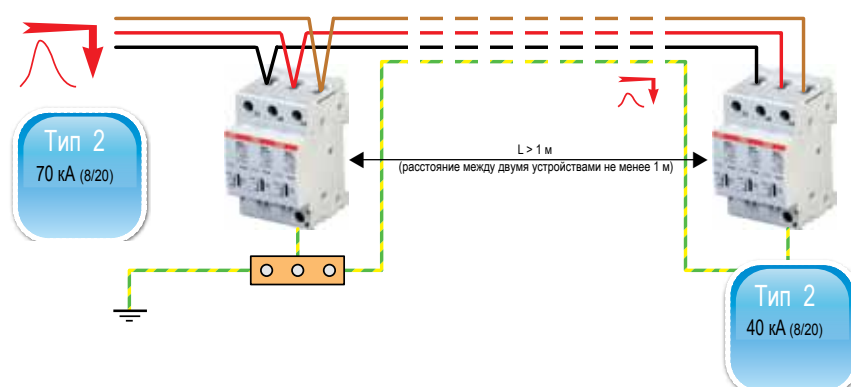 Тип 2
70 кА (8/20)
L > 1 м
(расстояние между двумя устройствами не менее 1 м)
Тип 2
40 кА (8/20)